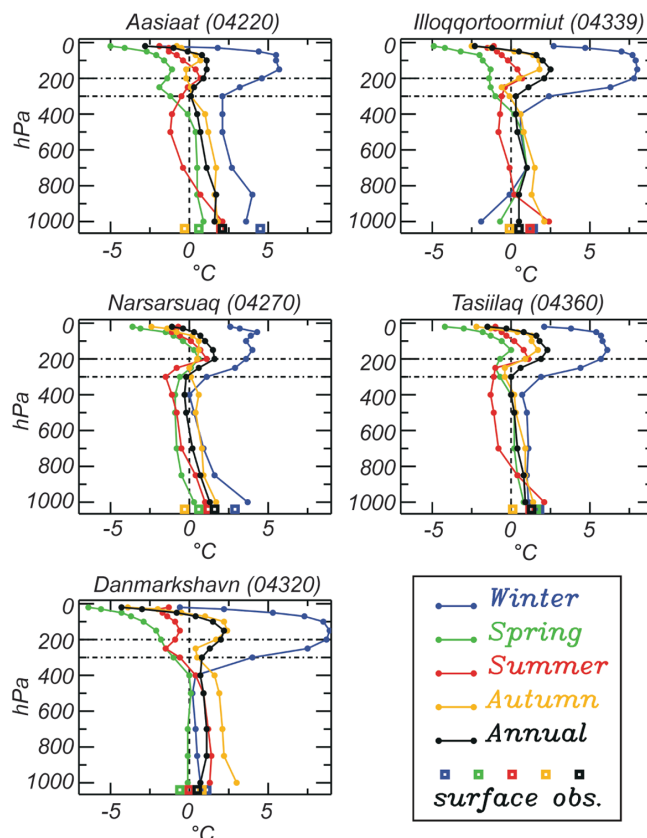 Aasiaat (04220)
0
200
400
600
800
1000
hPa
-5 0 5
°C
Illoqqortoormiut (04339)
0
200
400
600
800
1000
hPa
-5 0 5
°C
Narsarsuaq (04270)
0
200
400
600
800
1000
hPa
-5 0 5
°C
Tasiilaq (04360)
0
200
400
600
800
1000
hPa
-5 0 5
°C
Danmarkshavn (04320)
0
200
400
600
800
1000
hPa
-5 0 5
°C
Winter
Spring
Summer
Autumn
Annual
surface obs.